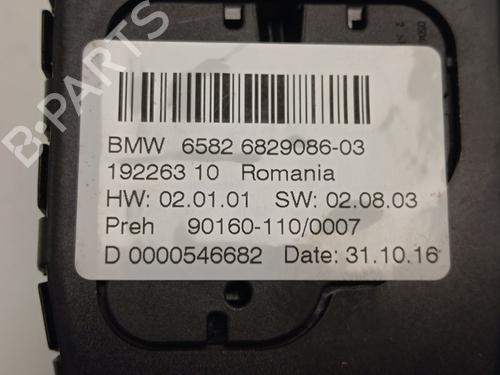 BMW 6582 6829086-03
192263 10 Romania
HW: 02.01.01 SW: 02.08.03
Preh 90160-110/0007
D 0000546682 Date: 31.10.16
B-PARTS